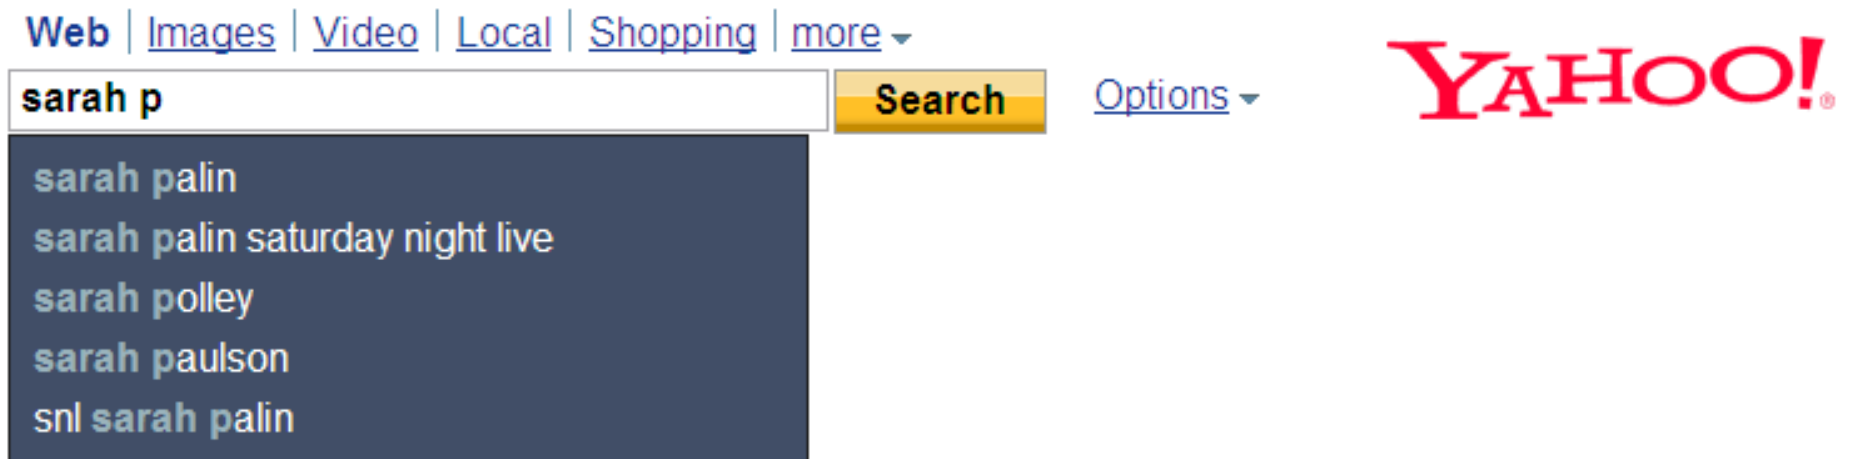 Web | Images | Video | Local | Shopping | more
sarah p Search Options YAHOO!®
sarah palin
sarah palin saturday night live
sarah polley
sarah paulson
snl sarah palin